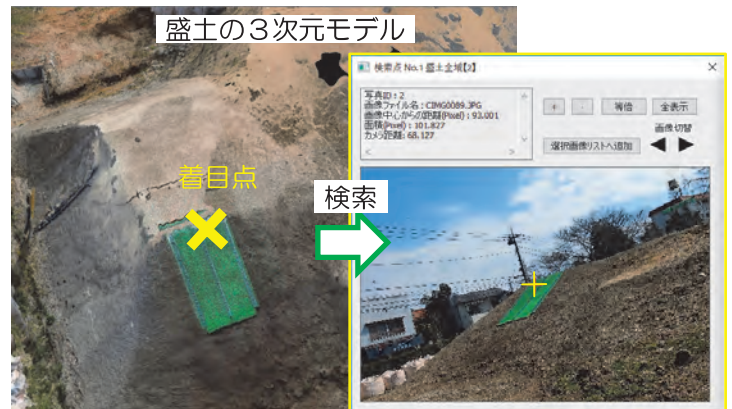 盛土の３次元モデル
着目点
検索
検索点 No.1 盛土全域【2】
写真ID : 2
画像ファイル名 : CIMG0089.JPG
画像中心からの距離(Pixel) : 93.001
面積(Pixel) : 101.827
カメラ距離: 68.127
+ - 等倍 全表示
画像切替
選択画像リストへ追加